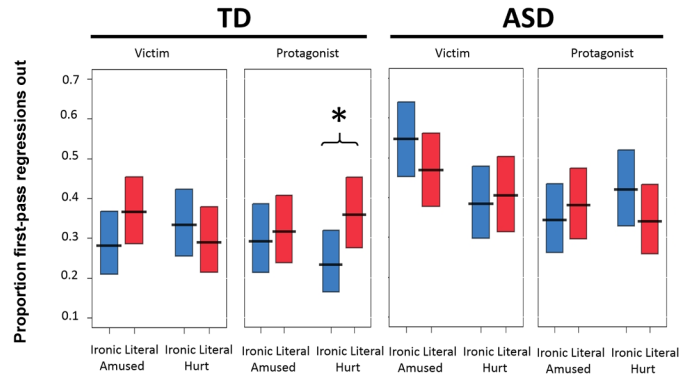 TD ASD
Victim Protagonist Victim Protagonist
Proportion first-pass regressions out
0.7
0.6
0.5
0.4
0.3
0.2
0.1
*
Ironic Literal Ironic Literal Ironic Literal Ironic Literal Ironic Literal Ironic Literal Ironic Literal Ironic Literal
Amused Hurt Amused Hurt Amused Hurt Amused Hurt